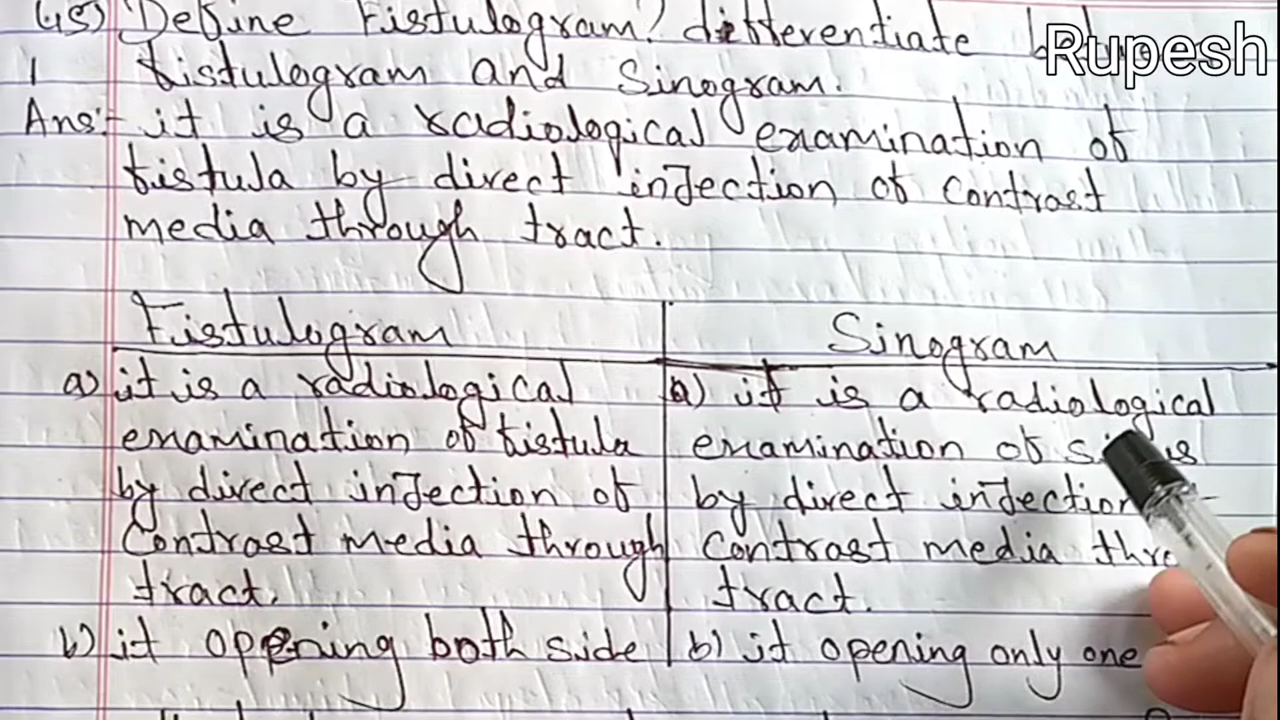 45) Define Fistulogram? differentiate
Rupesh
1 fistulogram and Sinogram.
Ans:- it is a radiological examination of
fistula by direct injection of contrast
media through tract.
Fistulogram
a) it is a radiological
examination of fistula
by direct injection of
Contrast media through
tract.
b) it opening both side
Sinogram
a) it is a radiological
examination of
by direct injection
Contrast media
tract.
b) it opening only one